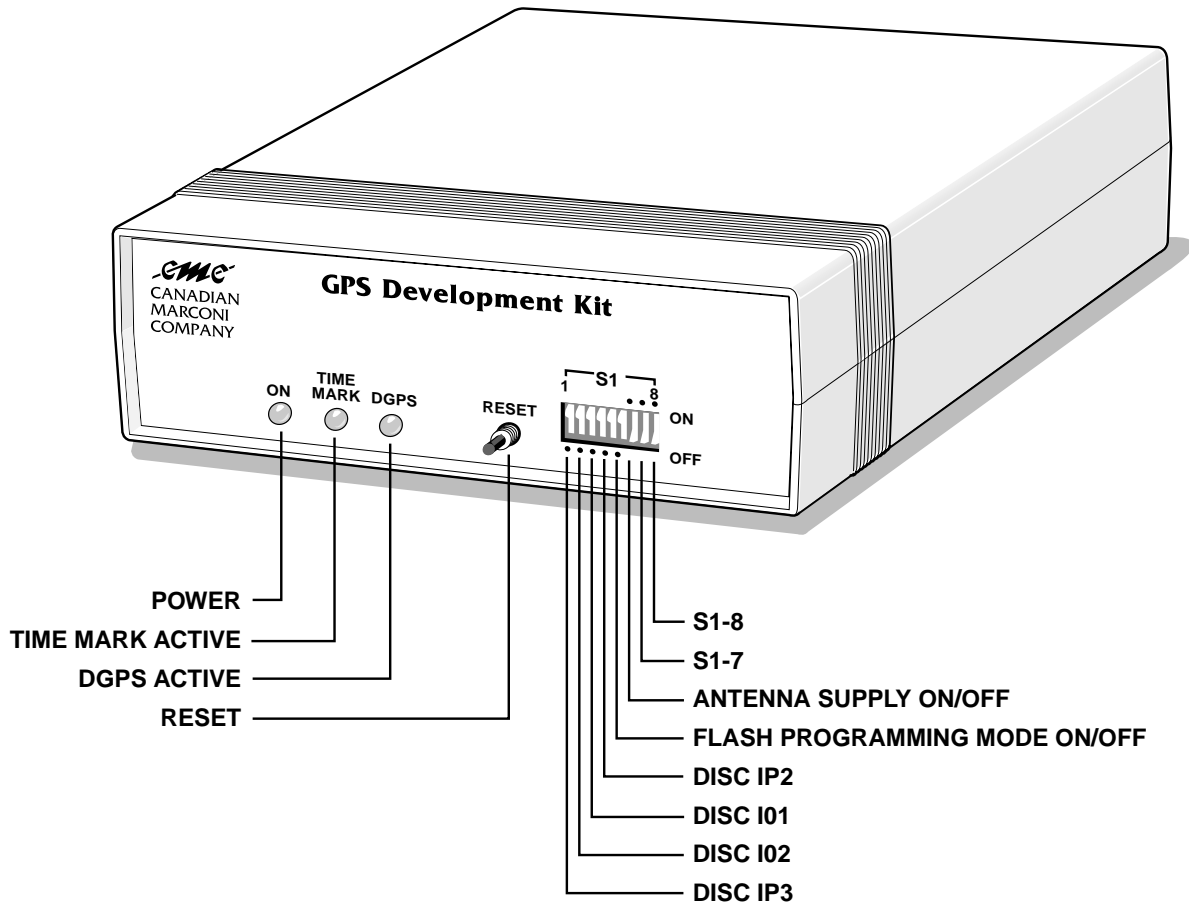 CMC
CANADIAN
MARCONI
COMPANY
GPS Development Kit
ON
TIME
MARK
DGPS
RESET
S1
1
8
ON
OFF
POWER
TIME MARK ACTIVE
DGPS ACTIVE
RESET
S1-8
S1-7
ANTENNA SUPPLY ON/OFF
FLASH PROGRAMMING MODE ON/OFF
DISC IP2
DISC I01
DISC I02
DISC IP3